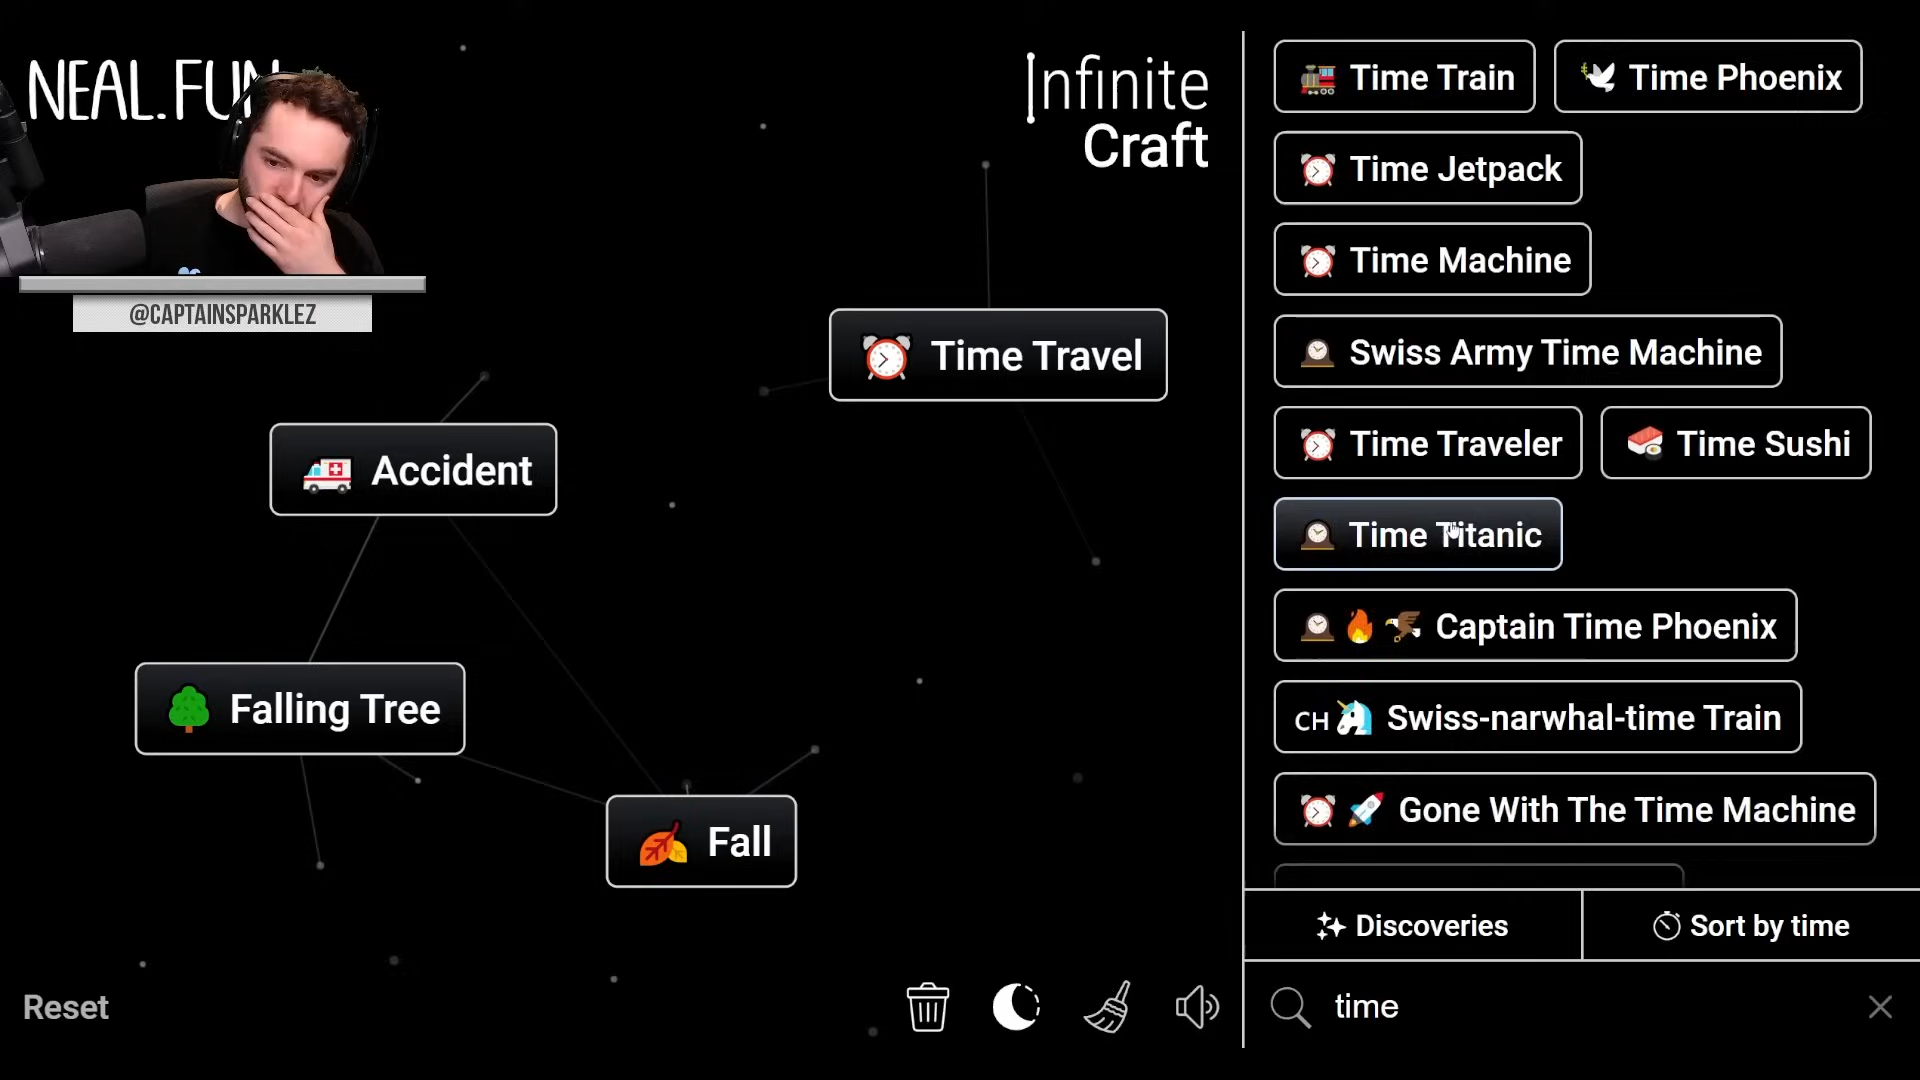 NEAL.FUN
@CAPTAINSPARKLEZ
Infinite
Craft
Time Travel
Accident
Falling Tree
Fall
Reset
Time Train
Time Phoenix
Time Jetpack
Time Machine
Swiss Army Time Machine
Time Traveler
Time Sushi
Time Titanic
Captain Time Phoenix
CH Swiss-narwhal-time Train
Gone With The Time Machine
Discoveries
Sort by time
time